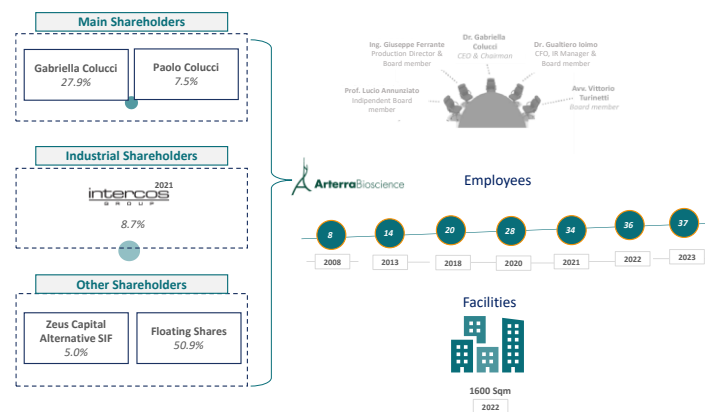 Main Shareholders
Gabriella Colucci
27.9%
Paolo Colucci
7.5%
Industrial Shareholders
2021
intercos
GROUP
8.7%
Other Shareholders
Zeus Capital
Alternative SIF
5.0%
Floating Shares
50.9%
ArterraBioscience
Ing. Giuseppe Ferrante
Production Director &
Board member
Dr. Gabriella
Colucci
CEO & Chairman
Dr. Gualtiero Ioimo
CFO, IR Manager &
Board member
Prof. Lucio Annunziato
Indipendent Board
member
Avv. Vittorio
Turinetti
Board member
Employees
8
14
20
28
34
36
37
2008
2013
2018
2020
2021
2022
2023
Facilities
1600 Sqm
2022